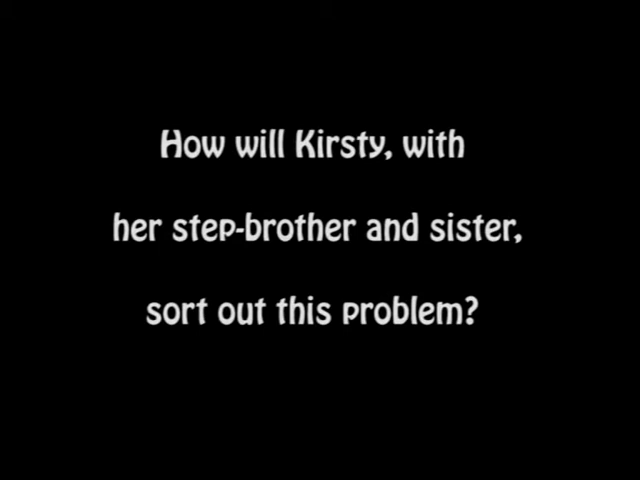 How will Kirsty, with
her step-brother and sister,
sort out this problem?